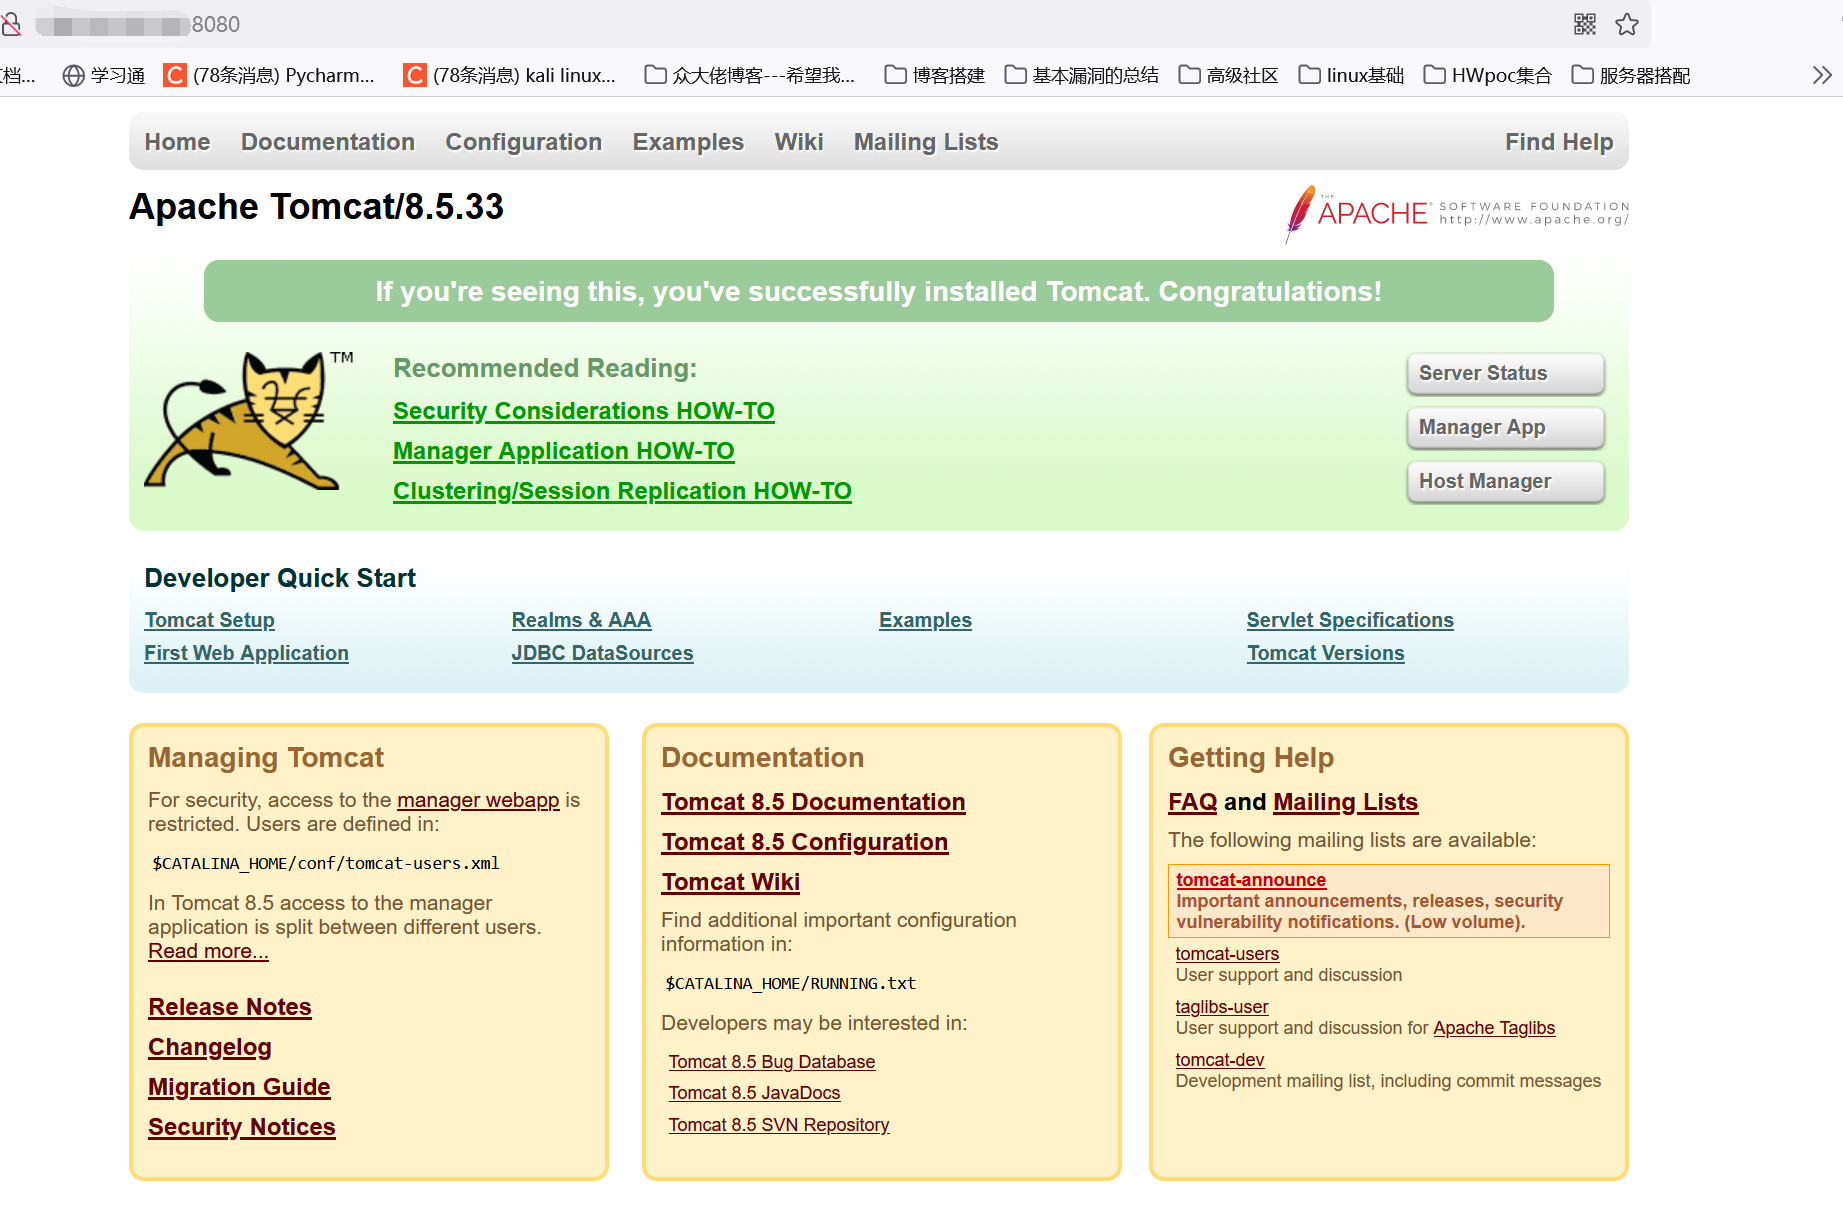 8080
档...
学习通
C (78条消息) Pycharm...
C (78条消息) kali linux...
众大佬博客---希望我...
博客搭建
基本漏洞的总结
高级社区
linux基础
HWpoc集合
服务器搭配
Home Documentation Configuration Examples Wiki Mailing Lists Find Help
Apache Tomcat/8.5.33
THE APACHE® SOFTWARE FOUNDATION
http://www.apache.org/
If you're seeing this, you've successfully installed Tomcat. Congratulations!
TM
Recommended Reading:
Security Considerations HOW-TO
Manager Application HOW-TO
Clustering/Session Replication HOW-TO
Server Status
Manager App
Host Manager
Developer Quick Start
Tomcat Setup
First Web Application
Realms & AAA
JDBC DataSources
Examples
Servlet Specifications
Tomcat Versions
Managing Tomcat
For security, access to the manager webapp is
restricted. Users are defined in:
$CATALINA_HOME/conf/tomcat-users.xml
In Tomcat 8.5 access to the manager
application is split between different users.
Read more...
Release Notes
Changelog
Migration Guide
Security Notices
Documentation
Tomcat 8.5 Documentation
Tomcat 8.5 Configuration
Tomcat Wiki
Find additional important configuration
information in:
$CATALINA_HOME/RUNNING.txt
Developers may be interested in:
Tomcat 8.5 Bug Database
Tomcat 8.5 JavaDocs
Tomcat 8.5 SVN Repository
Getting Help
FAQ and Mailing Lists
The following mailing lists are available:
tomcat-announce
Important announcements, releases, security
vulnerability notifications. (Low volume).
tomcat-users
User support and discussion
taglibs-user
User support and discussion for Apache Taglibs
tomcat-dev
Development mailing list, including commit messages